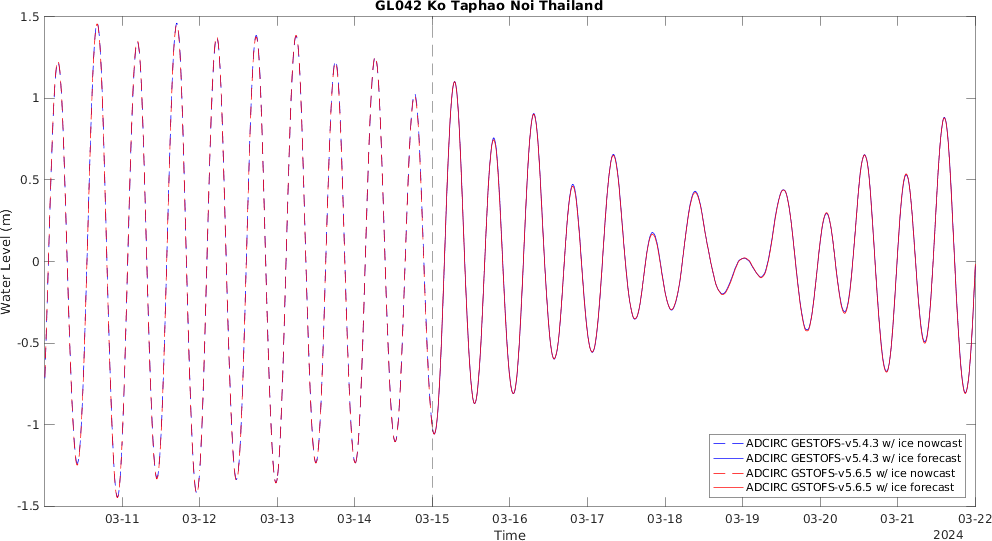 GL042 Ko Taphao Noi Thailand
1.5
1
0.5
0
-0.5
-1
-1.5
Water Level (m)
03-11 03-12 03-13 03-14 03-15 03-16 03-17 03-18 03-19 03-20 03-21 03-22
Time
2024
ADCIRC GESTOFS-v5.4.3 w/ ice nowcast
ADCIRC GESTOFS-v5.4.3 w/ ice forecast
ADCIRC GSTOFS-v5.6.5 w/ ice nowcast
ADCIRC GSTOFS-v5.6.5 w/ ice forecast